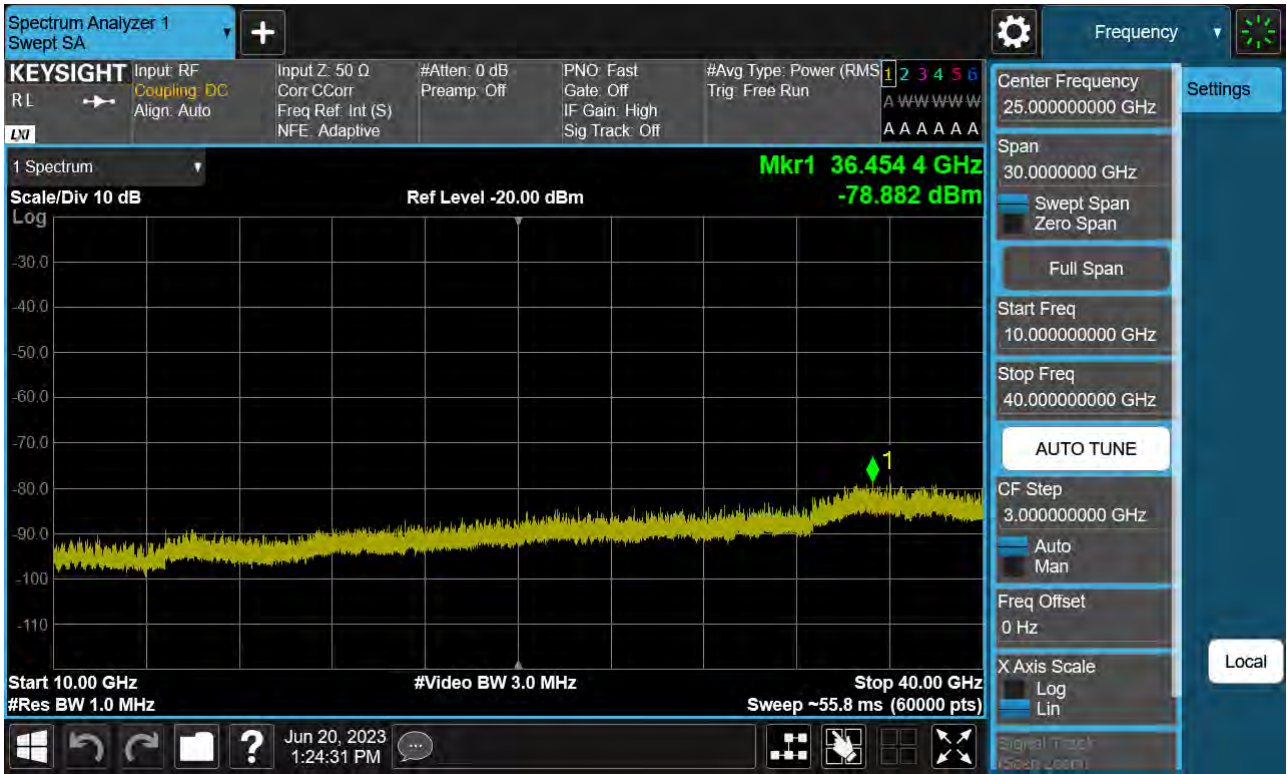 Spectrum Analyzer 1
Swept SA
+
Frequency
KEYSIGHT
RL
LXI
Input: RF
Coupling: DC
Align: Auto
Input Z: 50 Ω
Corr CCorr
Freq Ref: Int (S)
NFE: Adaptive
#Atten: 0 dB
Preamp: Off
PNO: Fast
Gate: Off
IF Gain: High
Sig Track: Off
#Avg Type: Power (RMS
Trig: Free Run
1 2 3 4 5 6
A W W W W W
A A A A A A
1 Spectrum
Scale/Div 10 dB
Log
Ref Level -20.00 dBm
Mkr1 36.454 4 GHz
-78.882 dBm
-30.0
-40.0
-50.0
-60.0
-70.0
1
-80.0
-90.0
-100
-110
Start 10.00 GHz
#Res BW 1.0 MHz
#Video BW 3.0 MHz
Stop 40.00 GHz
Sweep ~55.8 ms (60000 pts)
Center Frequency
25.000000000 GHz
Settings
Span
30.0000000 GHz
Swept Span
Zero Span
Full Span
Start Freq
10.000000000 GHz
Stop Freq
40.000000000 GHz
AUTO TUNE
CF Step
3.000000000 GHz
Auto
Man
Freq Offset
0 Hz
X Axis Scale
Log
Lin
Signal Track
(Span Zoom)
Local
?
Jun 20, 2023
1:24:31 PM